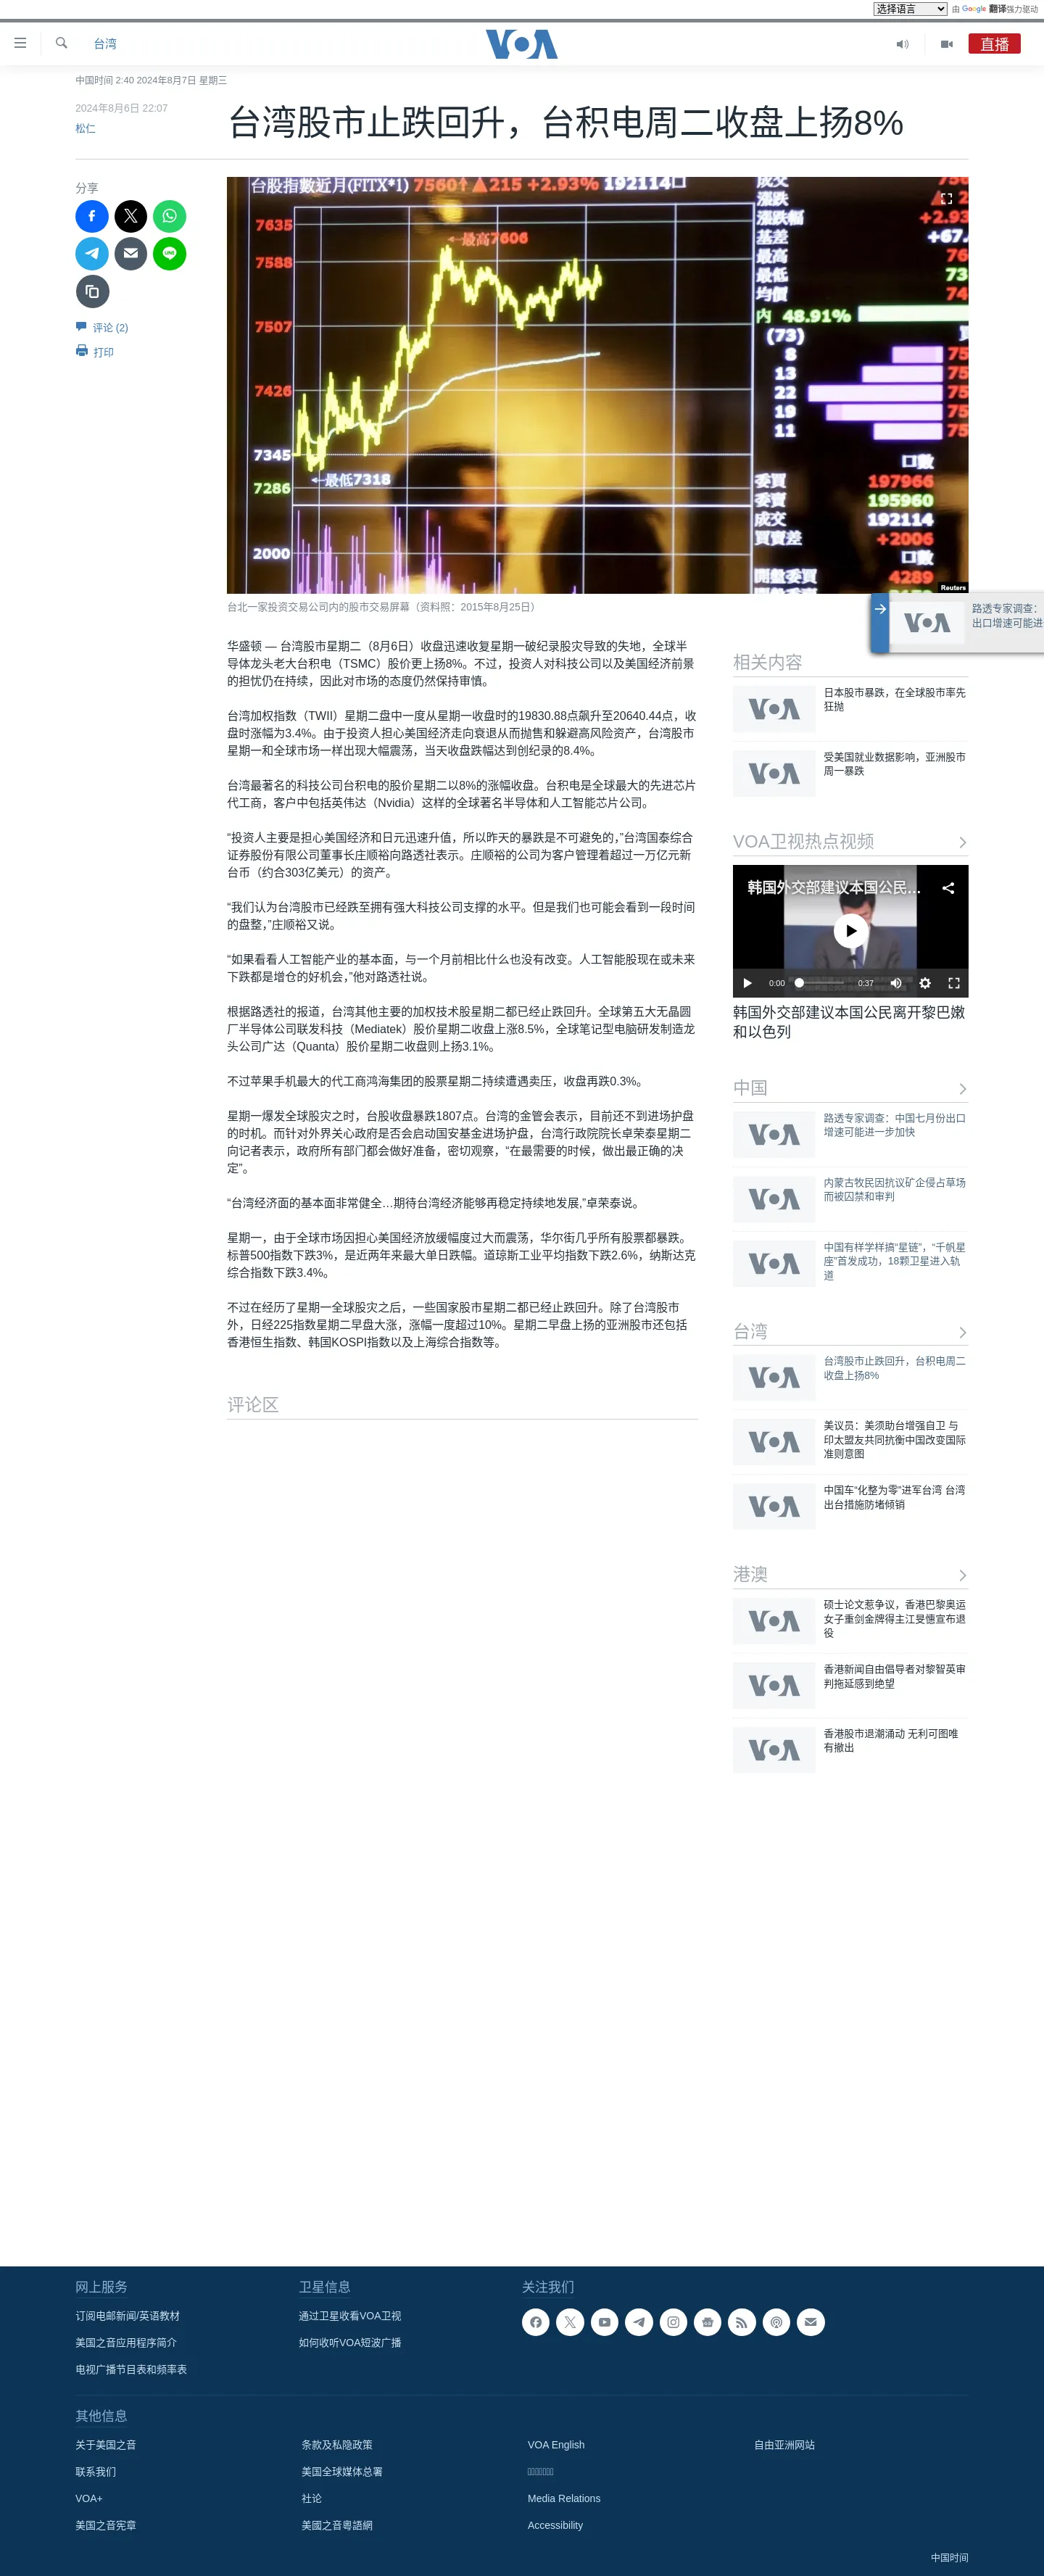 选择语言
由 Google 翻译强力驱动
台湾
VOA
直播
中国时间 2:40 2024年8月7日 星期三
2024年8月6日 22:07
松仁
台湾股市止跌回升，台积电周二收盘上扬8%
分享
评论 (2)
打印
台股指數近月(FITX*1) 7560 ▲215 +2.93% 192114口
7635
7588
7507
7426
7345
7286
2000
←最高7606
←最低7318
成交
漲跌
漲跌幅
基差
最高
最低
均價
+2.93
+67.
内 48.91%
(73)
8
13
22
19
11
口數
委買 197966
委賣 195960
成交 192114
買賣差 +2006
口數
開盤委買 4289
Reuters
台北一家投资交易公司内的股市交易屏幕（资料照：2015年8月25日）
路透专家调查：
出口增速可能进
华盛顿 — 台湾股市星期二（8月6日）收盘迅速收复星期一破纪录股灾导致的失地，全球半
导体龙头老大台积电（TSMC）股价更上扬8%。不过，投资人对科技公司以及美国经济前景
的担忧仍在持续，因此对市场的态度仍然保持审慎。
台湾加权指数（TWII）星期二盘中一度从星期一收盘时的19830.88点飙升至20640.44点，收
盘时涨幅为3.4%。由于投资人担心美国经济走向衰退从而抛售和躲避高风险资产，台湾股市
星期一和全球市场一样出现大幅震荡，当天收盘跌幅达到创纪录的8.4%。
台湾最著名的科技公司台积电的股价星期二以8%的涨幅收盘。台积电是全球最大的先进芯片
代工商，客户中包括英伟达（Nvidia）这样的全球著名半导体和人工智能芯片公司。
“投资人主要是担心美国经济和日元迅速升值，所以昨天的暴跌是不可避免的，”台湾国泰综合
证券股份有限公司董事长庄顺裕向路透社表示。庄顺裕的公司为客户管理着超过一万亿元新
台币（约合303亿美元）的资产。
“我们认为台湾股市已经跌至拥有强大科技公司支撑的水平。但是我们也可能会看到一段时间
的盘整，”庄顺裕又说。
“如果看看人工智能产业的基本面，与一个月前相比什么也没有改变。人工智能股现在或未来
下跌都是增仓的好机会，”他对路透社说。
根据路透社的报道，台湾其他主要的加权技术股星期二都已经止跌回升。全球第五大无晶圆
厂半导体公司联发科技（Mediatek）股价星期二收盘上涨8.5%，全球笔记型电脑研发制造龙
头公司广达（Quanta）股价星期二收盘则上扬3.1%。
不过苹果手机最大的代工商鸿海集团的股票星期二持续遭遇卖压，收盘再跌0.3%。
星期一爆发全球股灾之时，台股收盘暴跌1807点。台湾的金管会表示，目前还不到进场护盘
的时机。而针对外界关心政府是否会启动国安基金进场护盘，台湾行政院院长卓荣泰星期二
向记者表示，政府所有部门都会做好准备，密切观察，“在最需要的时候，做出最正确的决
定”。
“台湾经济面的基本面非常健全…期待台湾经济能够再稳定持续地发展,”卓荣泰说。
星期一，由于全球市场因担心美国经济放缓幅度过大而震荡，华尔街几乎所有股票都暴跌。
标普500指数下跌3%，是近两年来最大单日跌幅。道琼斯工业平均指数下跌2.6%，纳斯达克
综合指数下跌3.4%。
不过在经历了星期一全球股灾之后，一些国家股市星期二都已经止跌回升。除了台湾股市
外，日经225指数星期二早盘大涨，涨幅一度超过10%。星期二早盘上扬的亚洲股市还包括
香港恒生指数、韩国KOSPI指数以及上海综合指数等。
评论区
相关内容
VOA
日本股市暴跌，在全球股市率先
狂抛
VOA
受美国就业数据影响，亚洲股市
周一暴跌
VOA卫视热点视频
韩国外交部建议本国公民…
0:00
0:37
韩国外交部建议本国公民离开黎巴嫩
和以色列
中国
VOA
路透专家调查：中国七月份出口
增速可能进一步加快
VOA
内蒙古牧民因抗议矿企侵占草场
而被囚禁和审判
VOA
中国有样学样搞“星链”，“千帆星
座”首发成功，18颗卫星进入轨
道
台湾
VOA
台湾股市止跌回升，台积电周二
收盘上扬8%
VOA
美议员：美须助台增强自卫 与
印太盟友共同抗衡中国改变国际
准则意图
VOA
中国车“化整为零”进军台湾 台湾
出台措施防堵倾销
港澳
VOA
硕士论文惹争议，香港巴黎奥运
女子重剑金牌得主江旻憓宣布退
役
VOA
香港新闻自由倡导者对黎智英审
判拖延感到绝望
VOA
香港股市退潮涌动 无利可图唯
有撤出
网上服务
订阅电邮新闻/英语教材
美国之音应用程序简介
电视广播节目表和频率表
卫星信息
通过卫星收看VOA卫视
如何收听VOA短波广播
关注我们
其他信息
关于美国之音
联系我们
VOA+
美国之音宪章
条款及私隐政策
美国全球媒体总署
社论
美國之音粵語網
VOA English
Media Relations
Accessibility
自由亚洲网站
中国时间